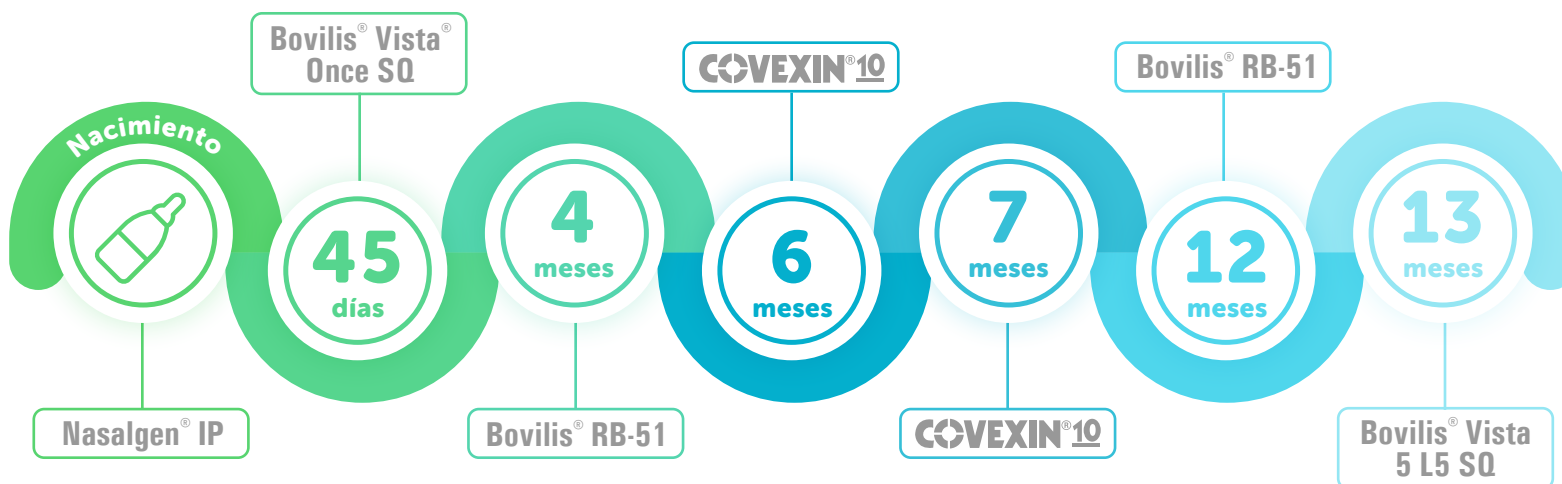 Nacimiento
Nasalgen® IP
Bovilis® Vista®
Once SQ
45
días
4
meses
Bovilis® RB-51
COVEXIN®10
6
meses
7
meses
COVEXIN®10
Bovilis® RB-51
12
meses
13
meses
Bovilis® Vista
5 L5 SQ